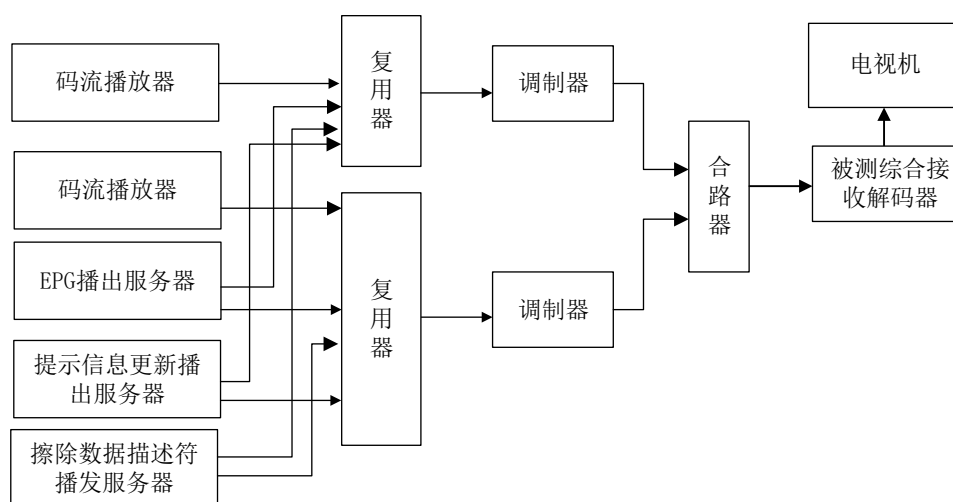 码流播放器
复
用
器
调制器
电视机
码流播放器
合
路
器
被测综合接
收解码器
EPG播出服务器
复
用
器
调制器
提示信息更新播
出服务器
擦除数据描述符
播发服务器